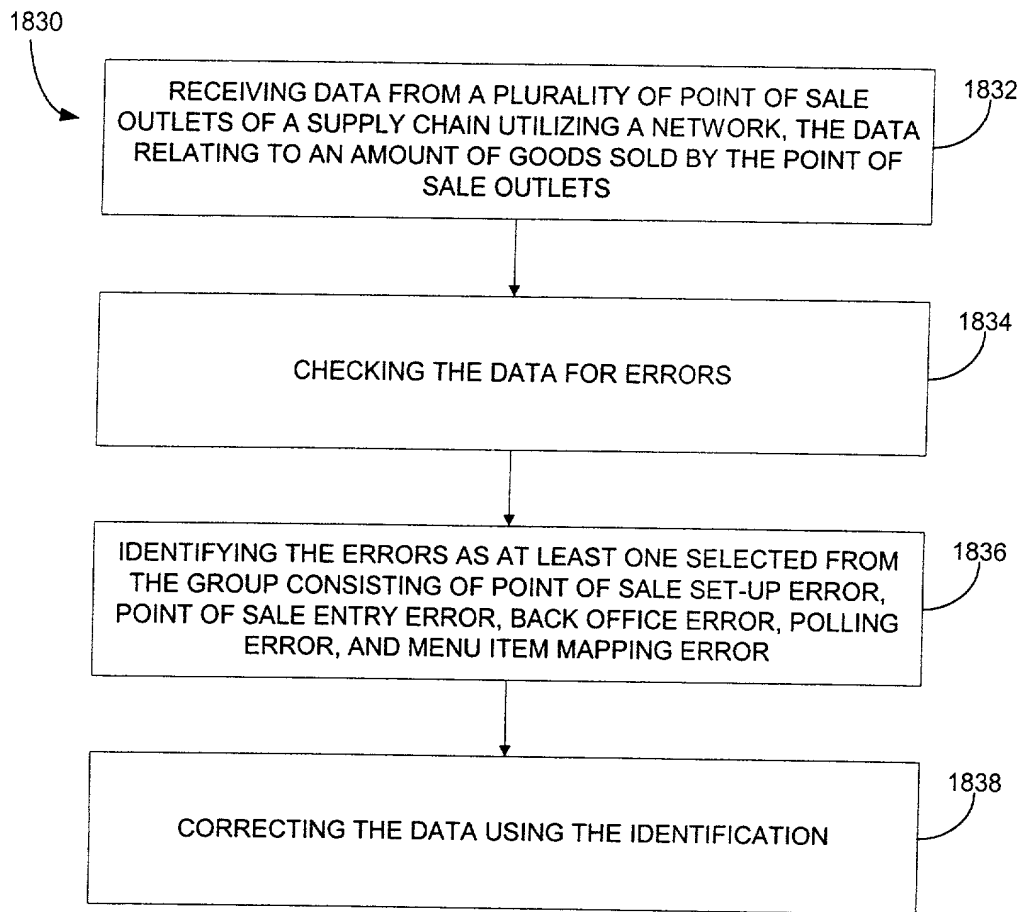 1830
RECEIVING DATA FROM A PLURALITY OF POINT OF SALE
OUTLETS OF A SUPPLY CHAIN UTILIZING A NETWORK, THE DATA
RELATING TO AN AMOUNT OF GOODS SOLD BY THE POINT OF
SALE OUTLETS
1832
CHECKING THE DATA FOR ERRORS
1834
IDENTIFYING THE ERRORS AS AT LEAST ONE SELECTED FROM
THE GROUP CONSISTING OF POINT OF SALE SET-UP ERROR,
POINT OF SALE ENTRY ERROR, BACK OFFICE ERROR, POLLING
ERROR, AND MENU ITEM MAPPING ERROR
1836
CORRECTING THE DATA USING THE IDENTIFICATION
1838